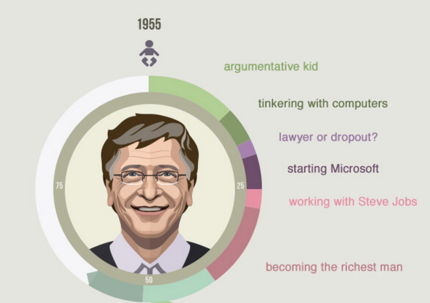 1955
argumentative kid
tinkering with computers
lawyer or dropout?
starting Microsoft
75
25
working with Steve Jobs
becoming the richest man
50